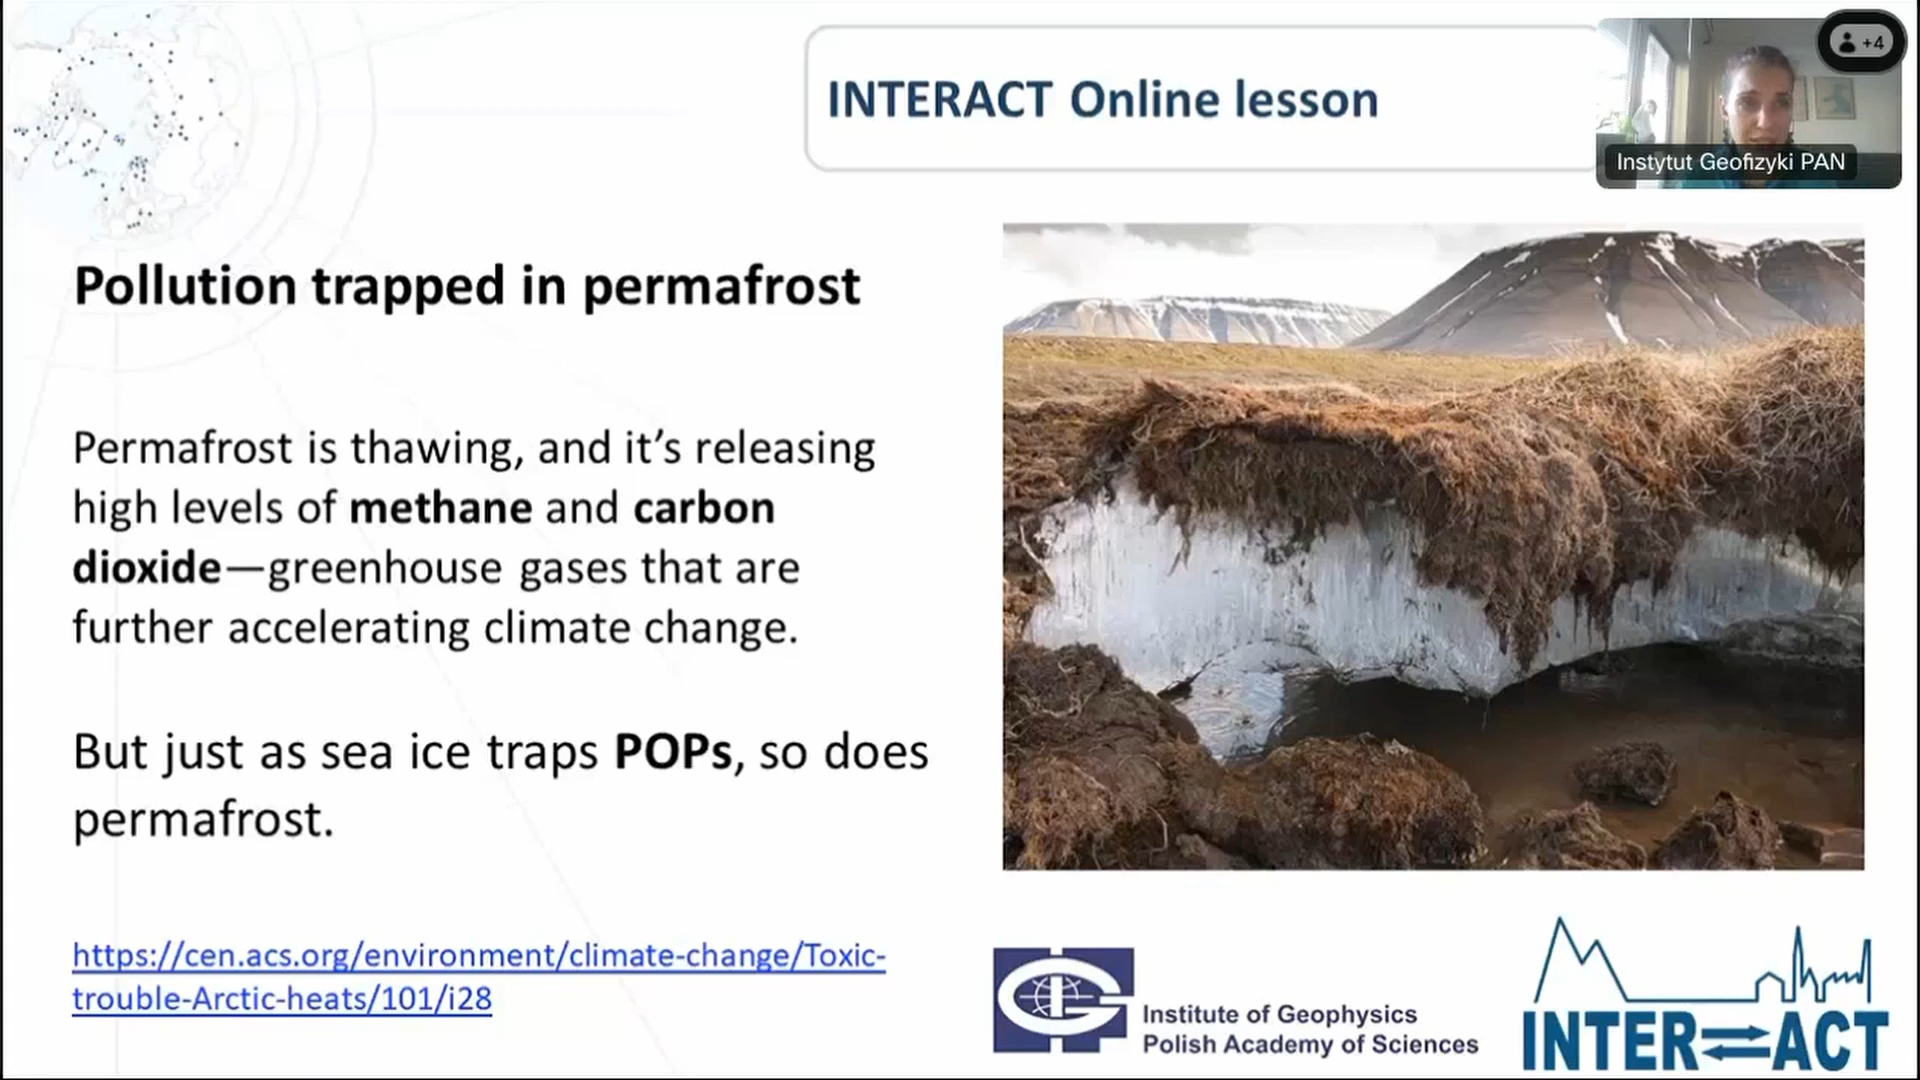 INTERACT Online lesson
+4
Instytut Geofizyki PAN
Pollution trapped in permafrost
Permafrost is thawing, and it’s releasing
high levels of methane and carbon
dioxide—greenhouse gases that are
further accelerating climate change.
But just as sea ice traps POPs, so does
permafrost.
https://cen.acs.org/environment/climate-change/Toxic-
trouble-Arctic-heats/101/i28
Institute of Geophysics
Polish Academy of Sciences
INTERACT